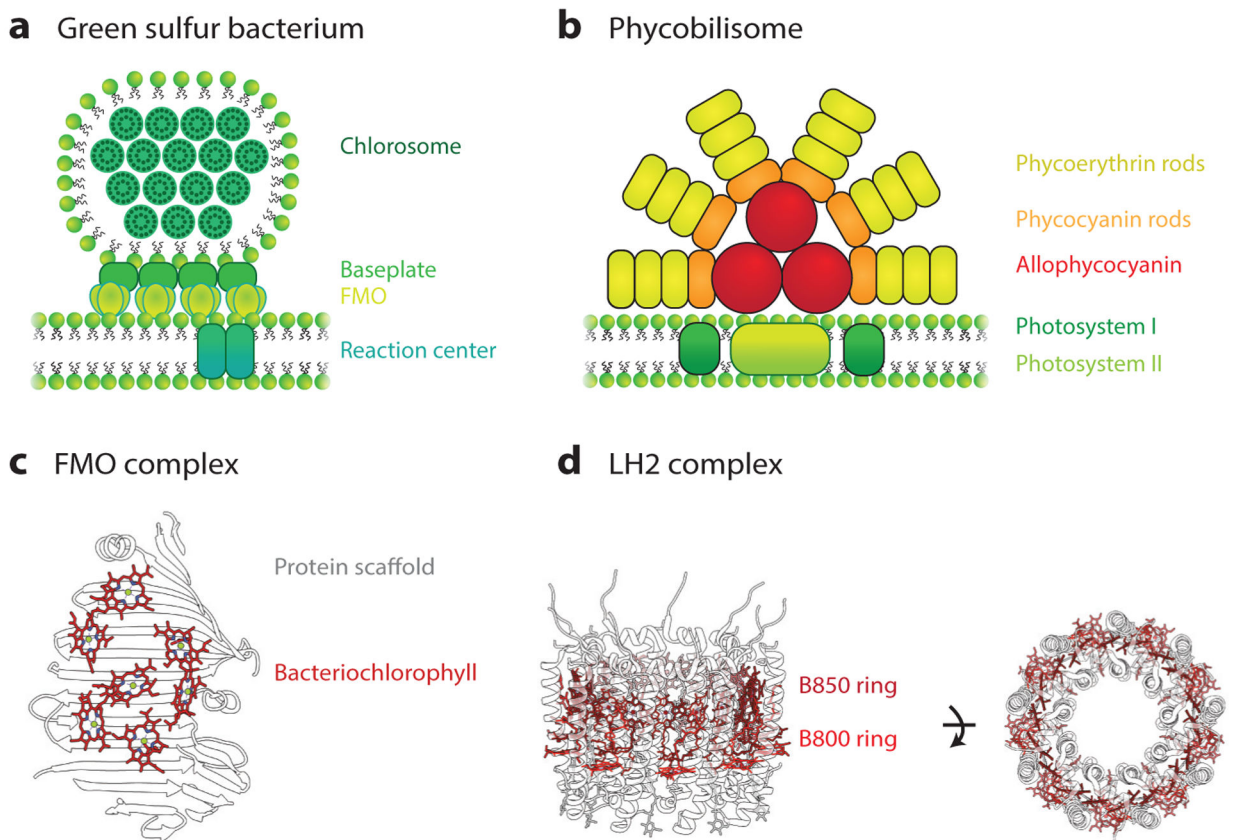 a Green sulfur bacterium
Chlorosome
Baseplate
FMO
Reaction center
b Phycobilisome
Phycoerythrin rods
Phycocyanin rods
Allophycocyanin
Photosystem I
Photosystem II
c FMO complex
Protein scaffold
Bacteriochlorophyll
d LH2 complex
B850 ring
B800 ring